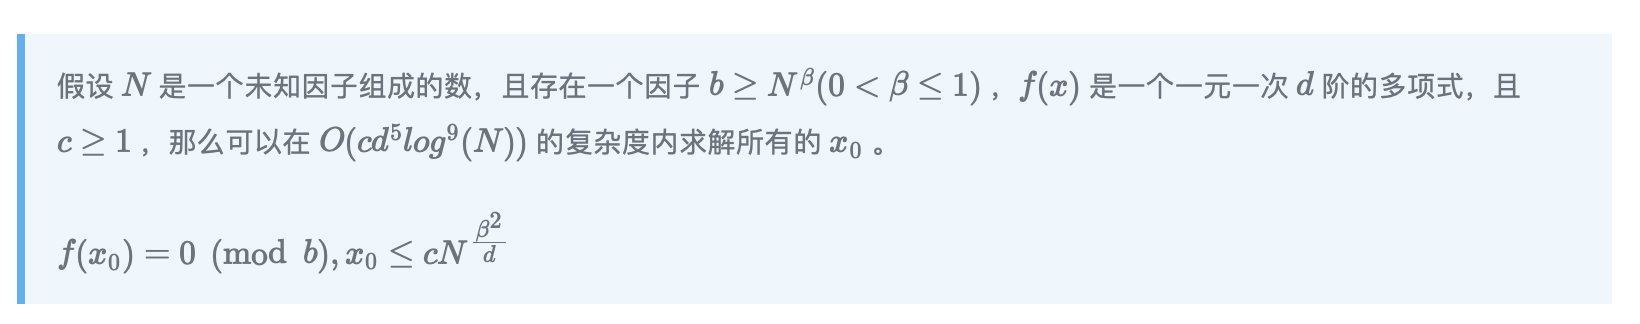 假设 $N$ 是一个未知因子组成的数，且存在一个因子 $b \geq N^{\beta}(0 < \beta \leq 1)$ ，$f(x)$ 是一个一元一次 $d$ 阶的多项式，且
$c \geq 1$ ，那么可以在 $O(cd^5log^9(N))$ 的复杂度内求解所有的 $x_0$ 。
$f(x_0) = 0 \pmod{b}, x_0 \leq cN^{\frac{\beta^2}{d}}$